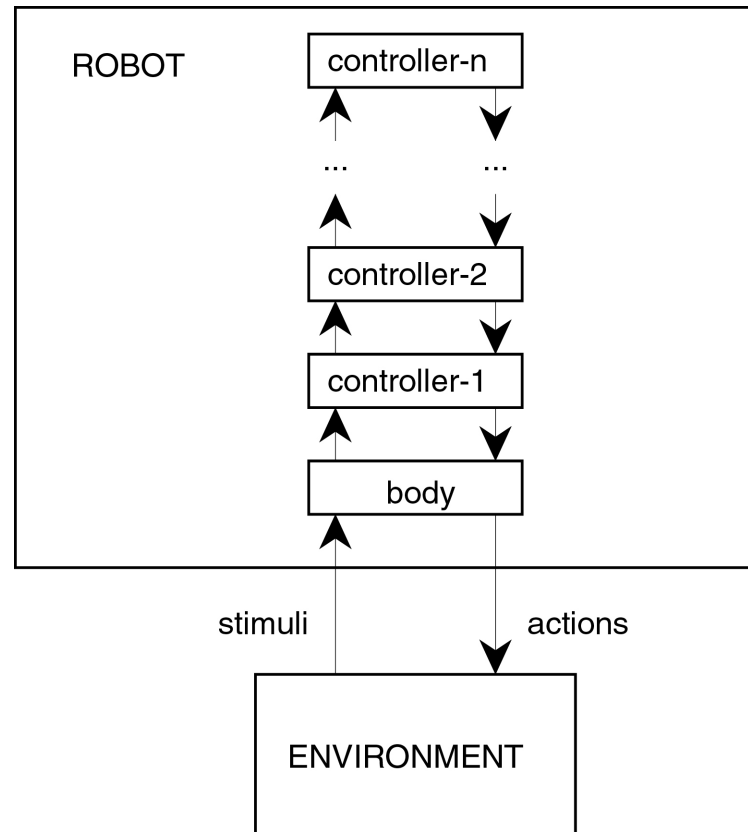 ROBOT
controller-n
... ...
controller-2
controller-1
body
stimuli
actions
ENVIRONMENT